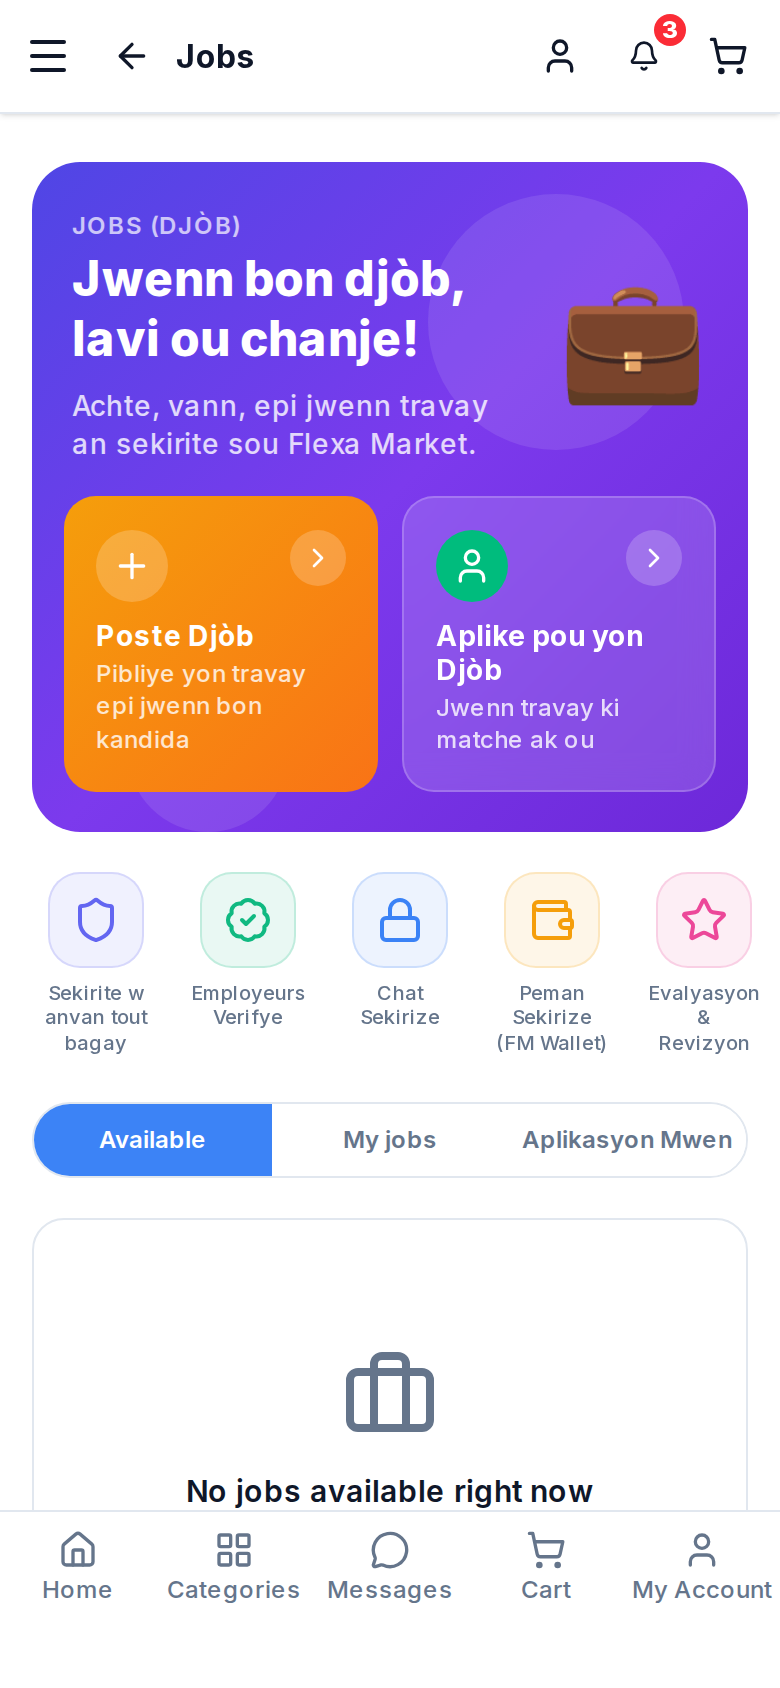 Jobs
3
JOBS (DJÒB)
Jwenn bon djòb,
lavi ou chanje!
Achte, vann, epi jwenn travay
an sekirite sou Flexa Market.
Poste Djòb
Pibliye yon travay
epi jwenn bon
kandida
Aplike pou yon
Djòb
Jwenn travay ki
matche ak ou
Sekirite w
anvan tout
bagay
Employeurs
Verifye
Chat
Sekirize
Peman
Sekirize
(FM Wallet)
Evalyasyon
&
Revizyon
Available
My jobs
Aplikasyon Mwen
No jobs available right now
Home
Categories
Messages
Cart
My Account